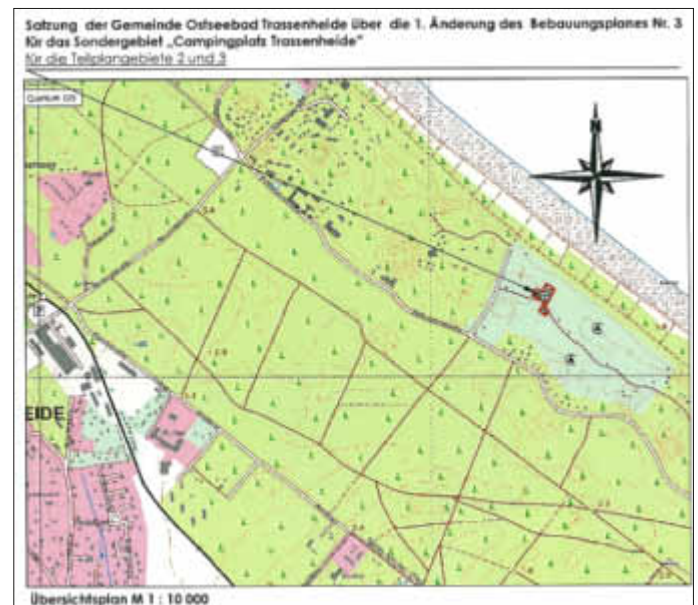 Satzung der Gemeinde Ostseebad Trassenheide über die 1. Änderung des Bebauungsplanes Nr. 3
für das Sondergebiet „Campingplatz Trassenheide"
für die Teilplangebiete 2 und 3
N
EIDE
Übersichtsplan M 1 : 10 000